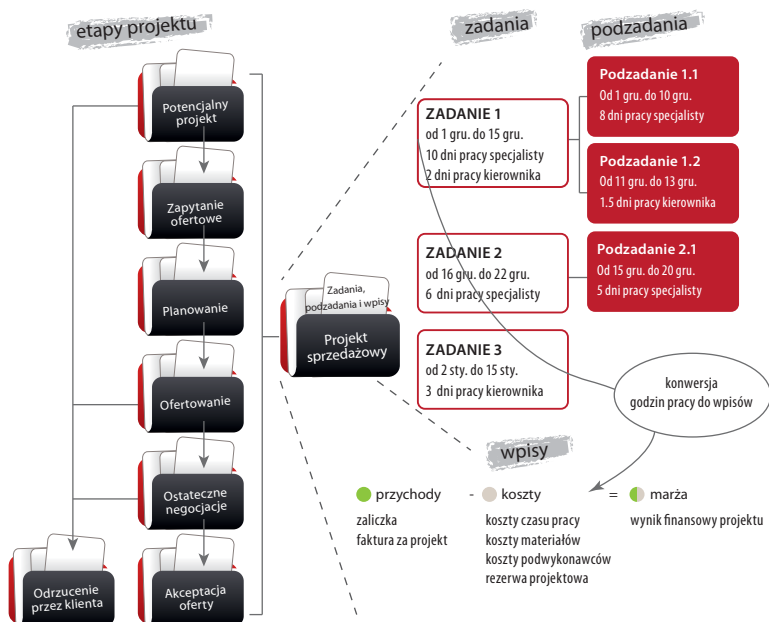 etapy projektu
Potencjalny
projekt
Zapytanie
ofertowe
Planowanie
Ofertowanie
Ostateczne
negocjacje
Odrzucenie
przez klienta
Akceptacja
oferty
Zadania,
podzadania i wpisy
Projekt
sprzedażowy
zadania
ZADANIE 1
od 1 gru. do 15 gru.
10 dni pracy specjalisty
2 dni pracy kierownika
ZADANIE 2
od 16 gru. do 22 gru.
6 dni pracy specjalisty
ZADANIE 3
od 2 sty. do 15 sty.
3 dni pracy kierownika
podzadania
Podzadanie 1.1
Od 1 gru. do 10 gru.
8 dni pracy specjalisty
Podzadanie 1.2
Od 11 gru. do 13 gru.
1.5 dni pracy kierownika
Podzadanie 2.1
Od 15 gru. do 20 gru.
5 dni pracy specjalisty
konwersja
godzin pracy do wpisów
wpisy
przychody - koszty = marża
zaliczka
faktura za projekt
koszty czasu pracy
koszty materiałów
koszty podwykonawców
rezerwa projektowa
wynik finansowy projektu